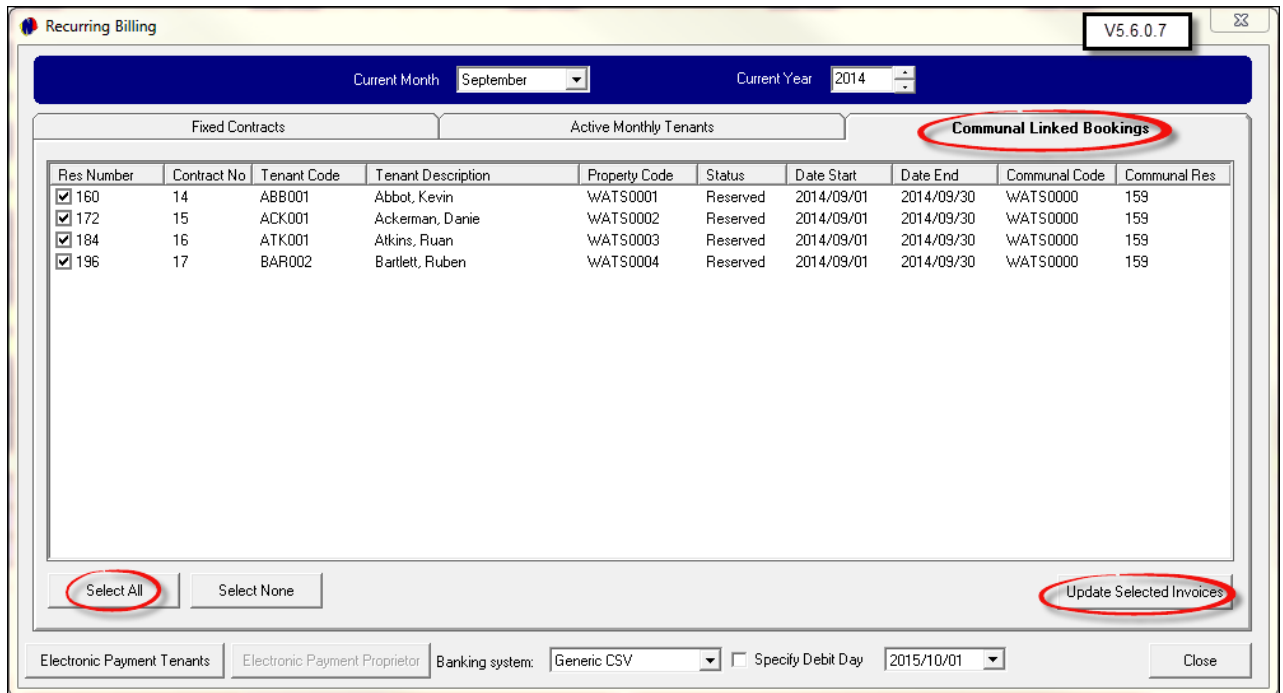 Recurring Billing
V5.6.0.7
Current Month September Current Year 2014
Fixed Contracts Active Monthly Tenants Communal Linked Bookings
Res Number Contract No Tenant Code Tenant Description Property Code Status Date Start Date End Communal Code Communal Res
160 14 ABB001 Abbot, Kevin WATS0001 Reserved 2014/09/01 2014/09/30 WATS0000 159
172 15 ACK001 Ackerman, Danie WATS0002 Reserved 2014/09/01 2014/09/30 WATS0000 159
184 16 ATK001 Atkins, Ruan WATS0003 Reserved 2014/09/01 2014/09/30 WATS0000 159
196 17 BAR002 Bartlett, Ruben WATS0004 Reserved 2014/09/01 2014/09/30 WATS0000 159
Select All Select None Update Selected Invoices
Electronic Payment Tenants Electronic Payment Proprietor Banking system: Generic CSV Specify Debit Day 2015/10/01 Close